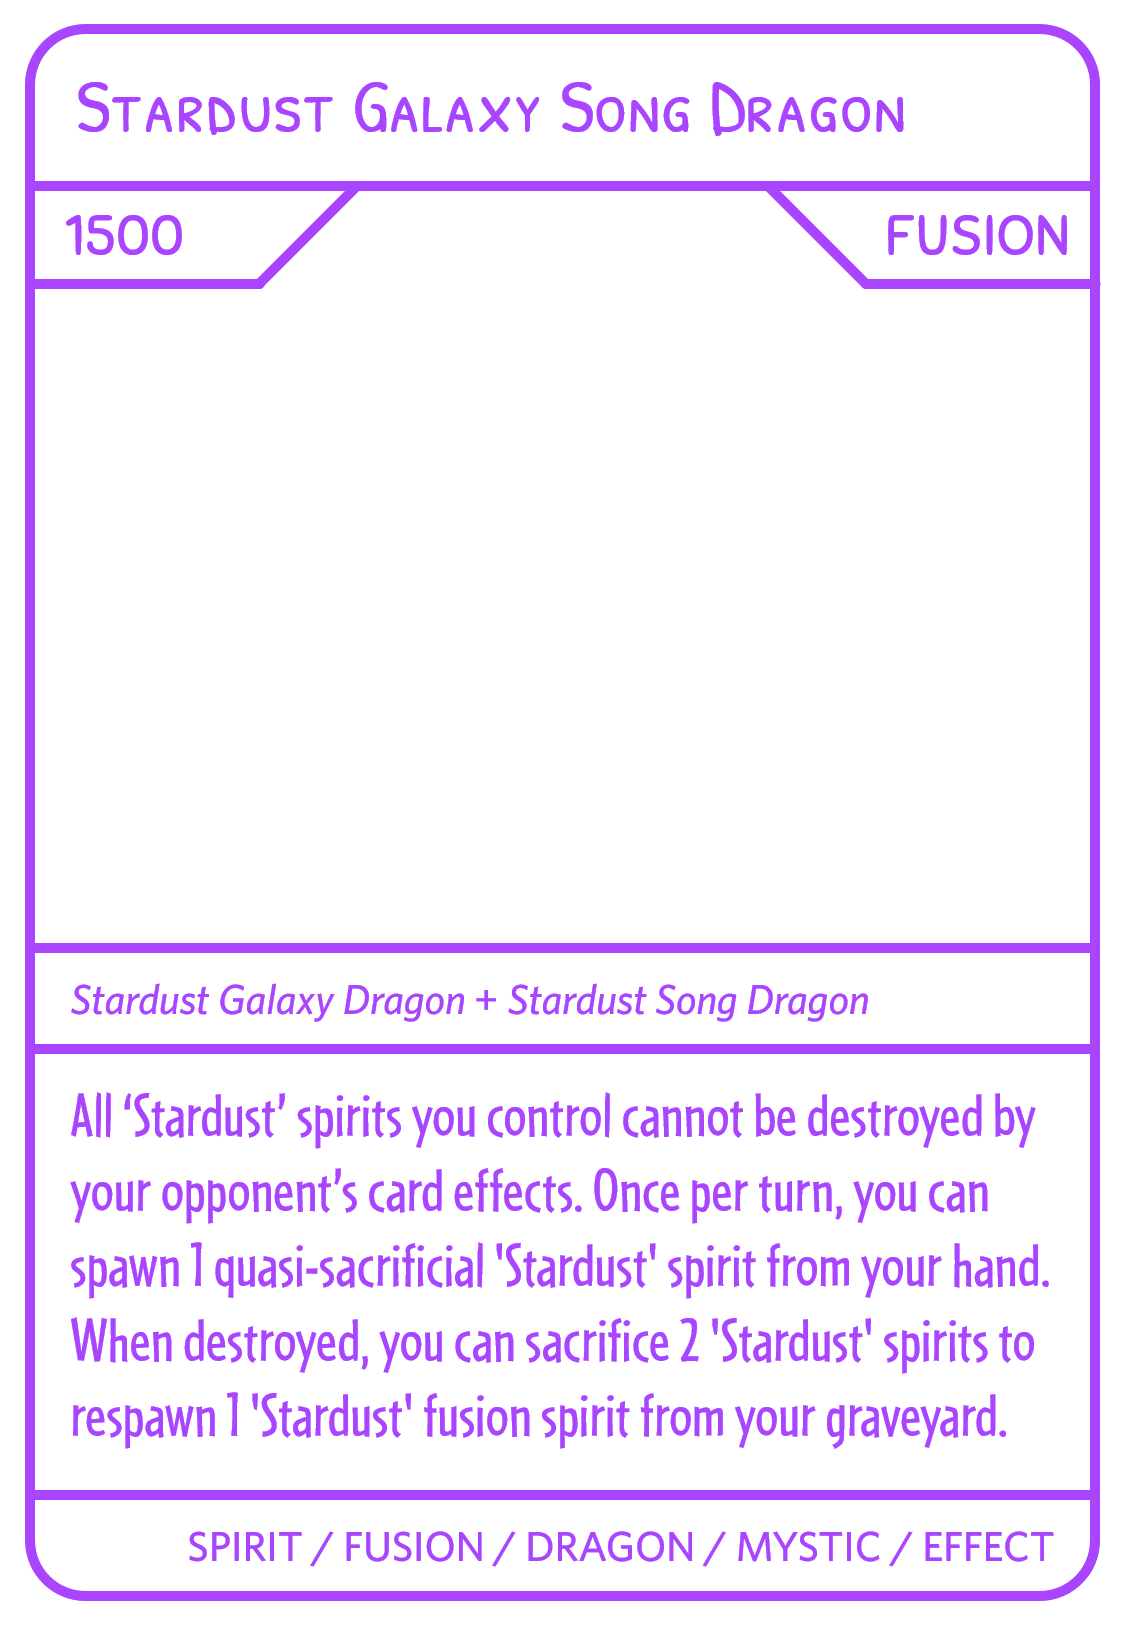 Stardust Galaxy Song Dragon
1500
FUSION
Stardust Galaxy Dragon + Stardust Song Dragon
All ‘Stardust’ spirits you control cannot be destroyed by
your opponent’s card effects. Once per turn, you can
spawn 1 quasi-sacrificial 'Stardust' spirit from your hand.
When destroyed, you can sacrifice 2 'Stardust' spirits to
respawn 1 'Stardust' fusion spirit from your graveyard.
SPIRIT / FUSION / DRAGON / MYSTIC / EFFECT